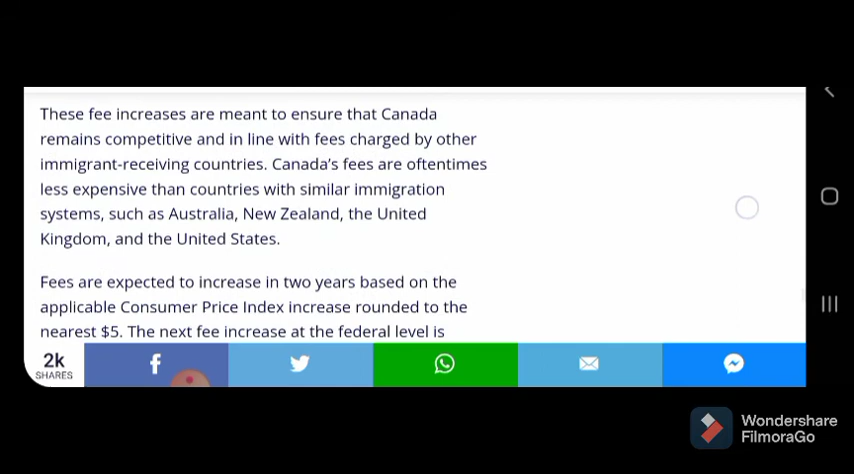 These fee increases are meant to ensure that Canada
remains competitive and in line with fees charged by other
immigrant-receiving countries. Canada's fees are oftentimes
less expensive than countries with similar immigration
systems, such as Australia, New Zealand, the United
Kingdom, and the United States.
Fees are expected to increase in two years based on the
applicable Consumer Price Index increase rounded to the
nearest $5. The next fee increase at the federal level is
2k
SHARES
Wondershare
FilmoraGo